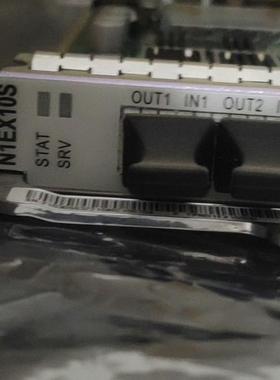 N1EX10S
STAT
SRV
OUT1 IN1 OUT2